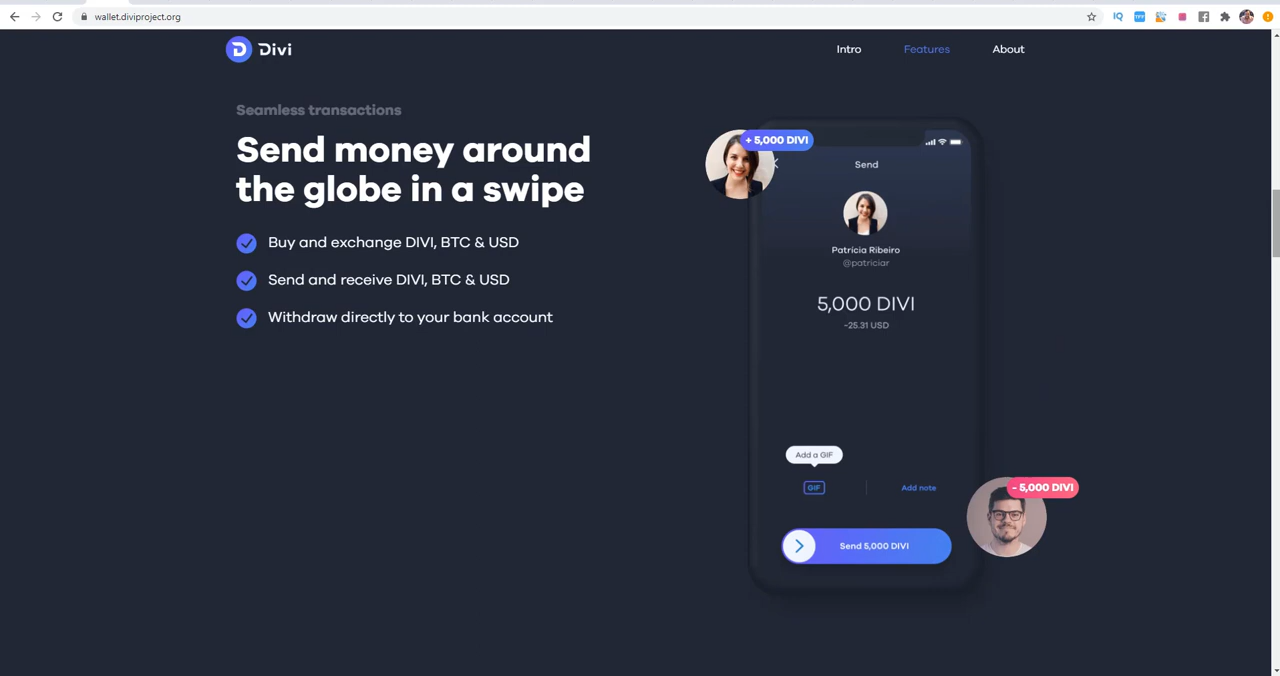 wallet.diviproject.org
IQ
TFF
D Divi
Intro
Features
About
Seamless transactions
Send money around
the globe in a swipe
Buy and exchange DIVI, BTC & USD
Send and receive DIVI, BTC & USD
Withdraw directly to your bank account
+ 5,000 DIVI
Send
Patrícia Ribeiro
@patriciar
5,000 DIVI
~25.31 USD
Add a GIF
GIF
Add note
- 5,000 DIVI
Send 5,000 DIVI